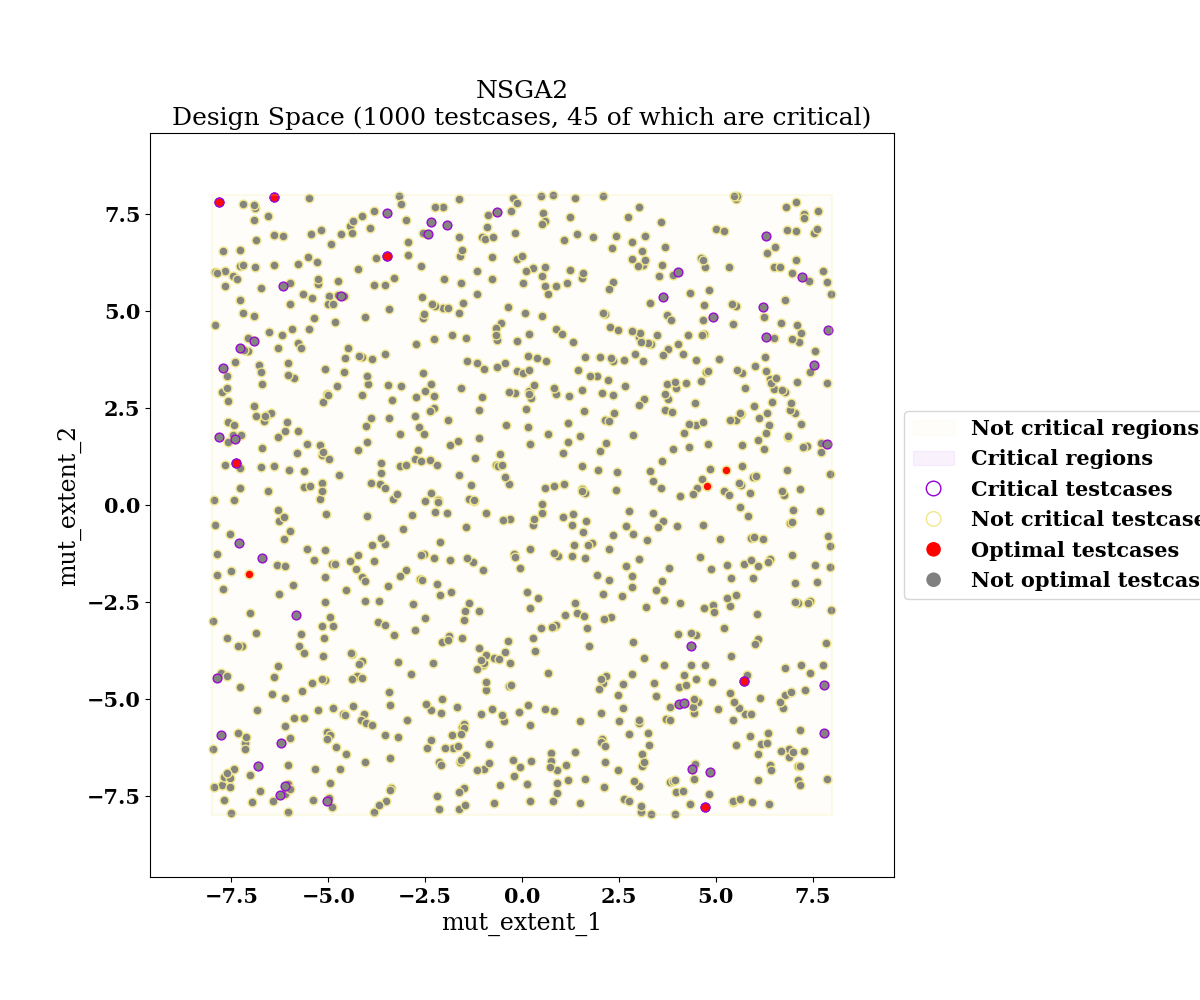 NSGA2
Design Space (1000 testcases, 45 of which are critical)
7.5
5.0
2.5
0.0
−2.5
−5.0
−7.5
mut_extent_2
−7.5 −5.0 −2.5 0.0 2.5 5.0 7.5
mut_extent_1
Not critical regions
Critical regions
Critical testcases
Not critical testcase
Optimal testcases
Not optimal testcas